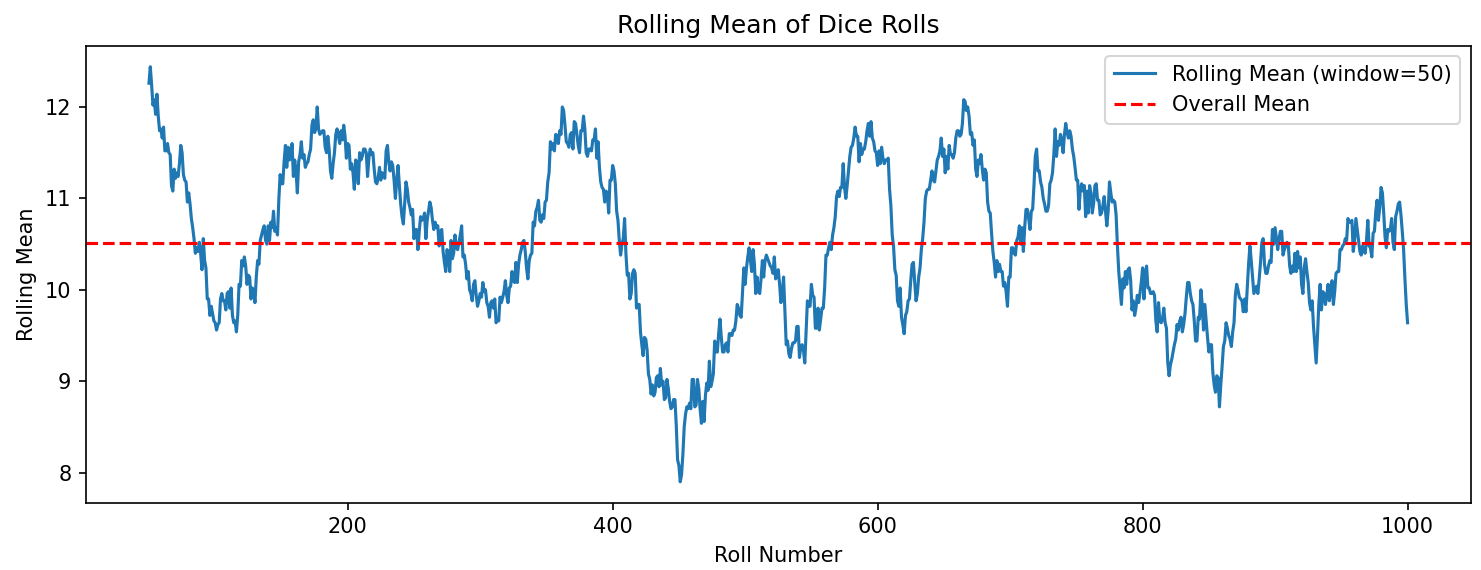 Rolling Mean of Dice Rolls
Rolling Mean (window=50)
Overall Mean
Rolling Mean
12
11
10
9
8
200
400
600
800
1000
Roll Number